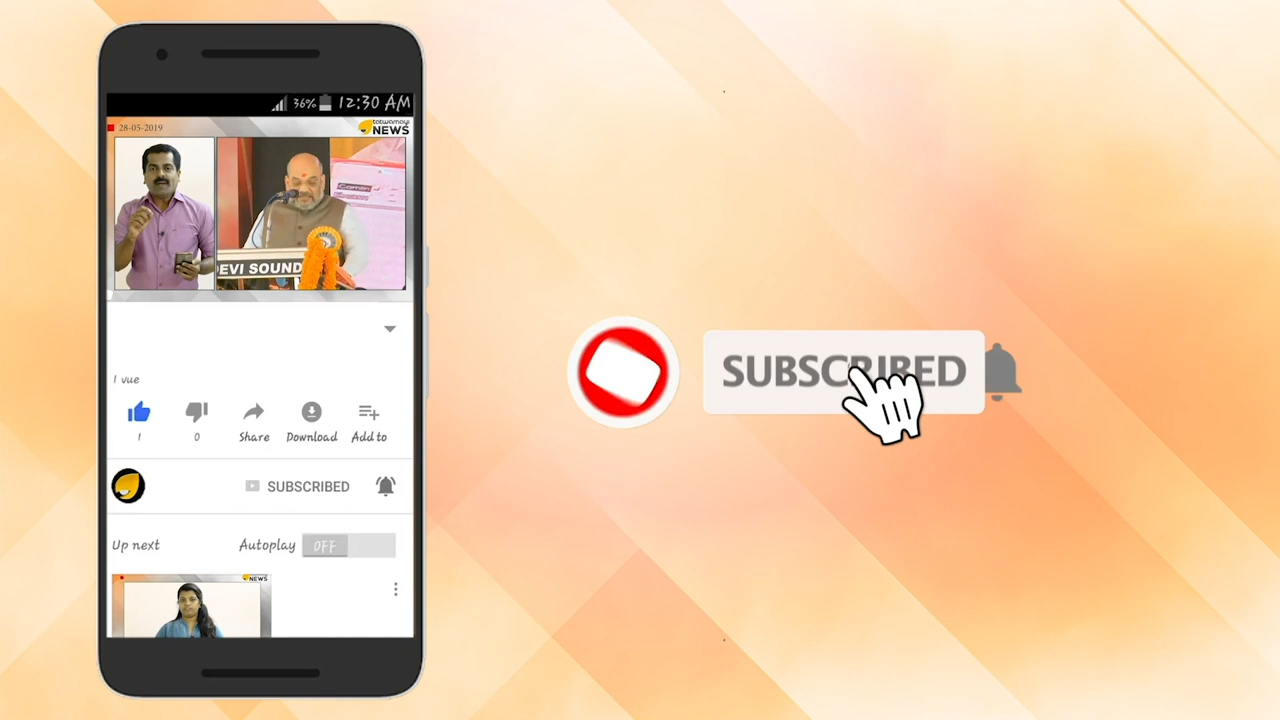 36%
12:30 AM
28-05-2019
tatwamayi
NEWS
DEVI SOUND
1 vue
1
0
Share
Download
Add to
SUBSCRIBED
Up next
Autoplay
OFF
NEWS
SUBSCRIBED